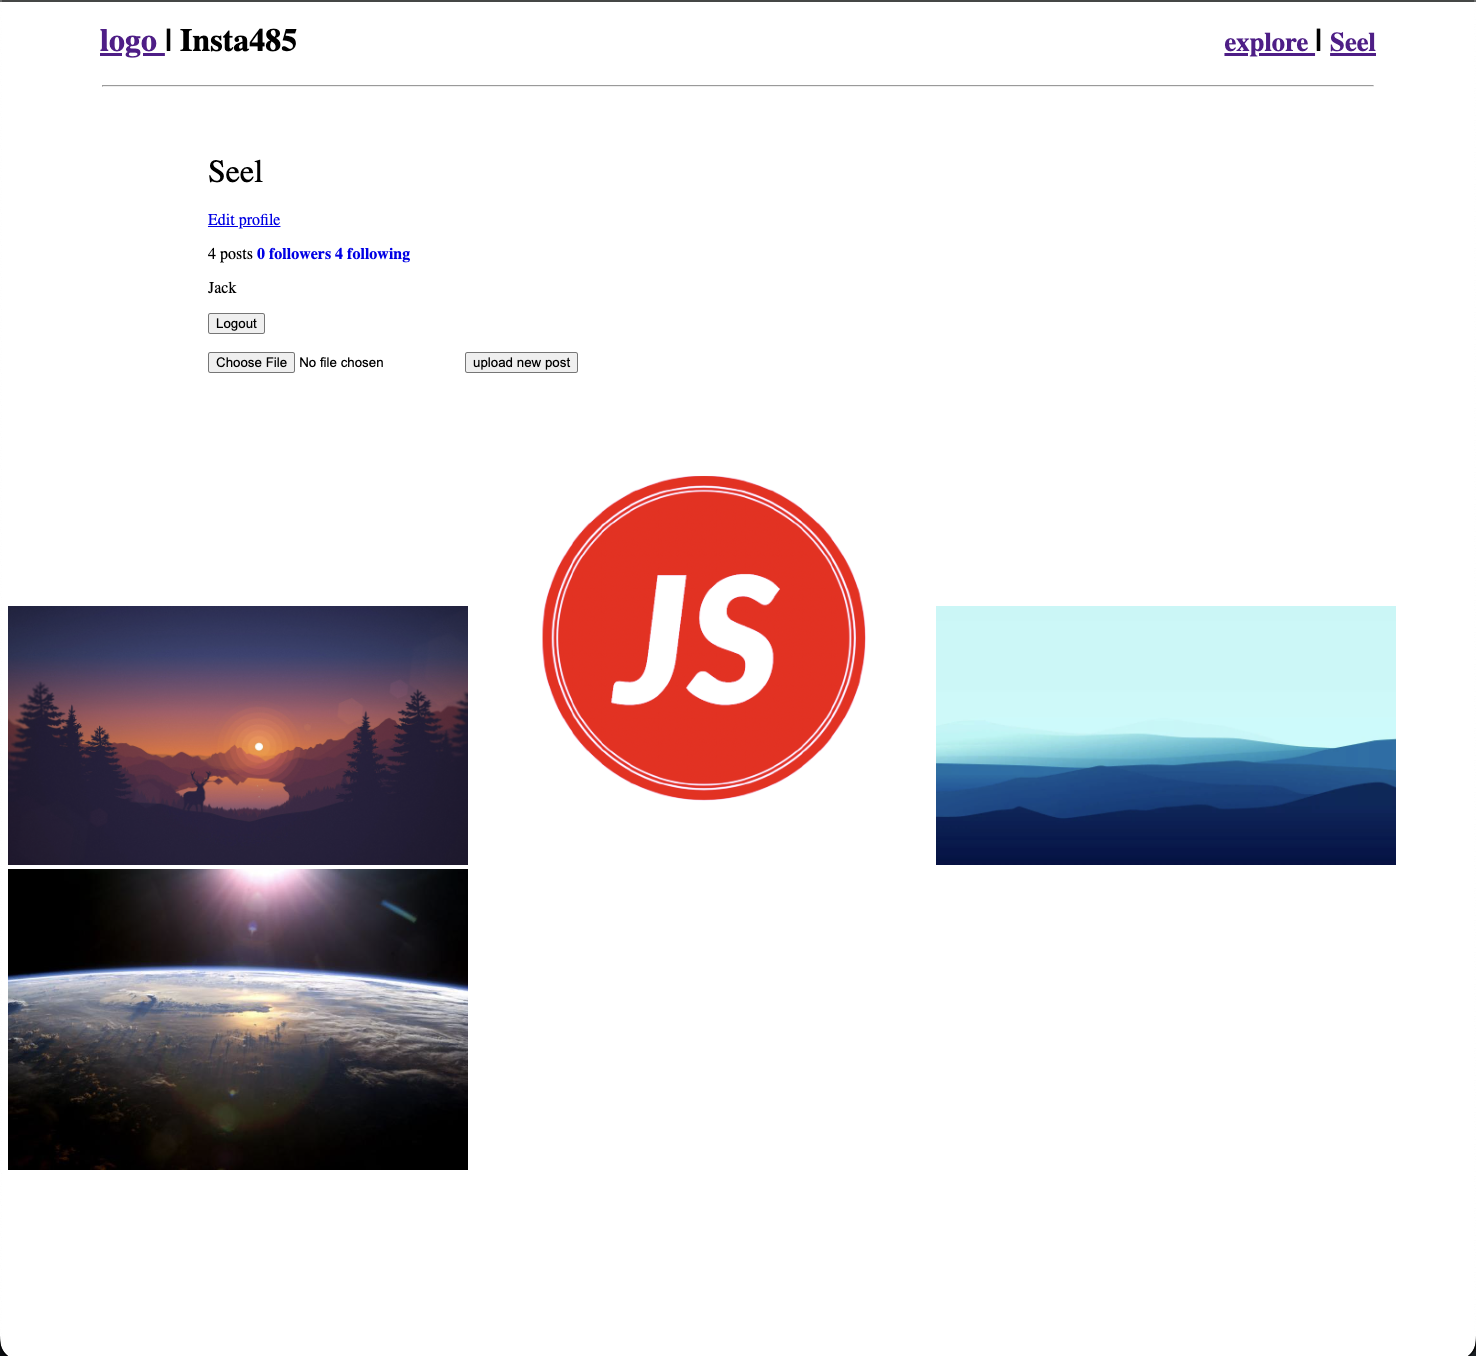 logo | Insta485
explore | Seel
Seel
Edit profile
4 posts 0 followers 4 following
Jack
Logout
Choose File No file chosen upload new post
JS